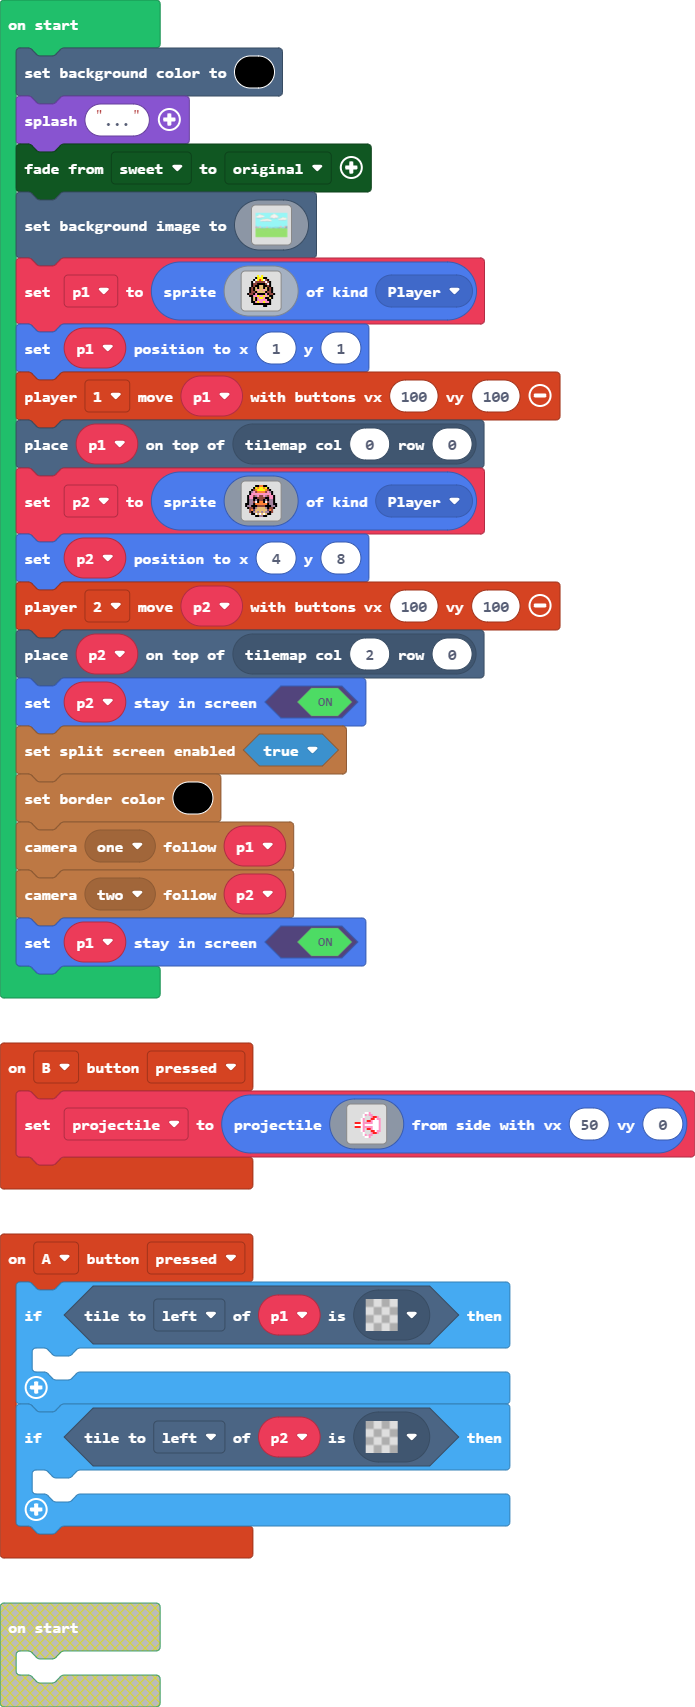 on start
set background color to
splash "..."
fade from sweet to original
set background image to
set p1 to sprite of kind Player
set p1 position to x 1 y 1
player 1 move p1 with buttons vx 100 vy 100
place p1 on top of tilemap col 0 row 0
set p2 to sprite of kind Player
set p2 position to x 4 y 8
player 2 move p2 with buttons vx 100 vy 100
place p2 on top of tilemap col 2 row 0
set p2 stay in screen ON
set split screen enabled true
set border color
camera one follow p1
camera two follow p2
set p1 stay in screen ON
on B button pressed
set projectile to projectile from side with vx 50 vy 0
on A button pressed
if tile to left of p1 is then
if tile to left of p2 is then
on start